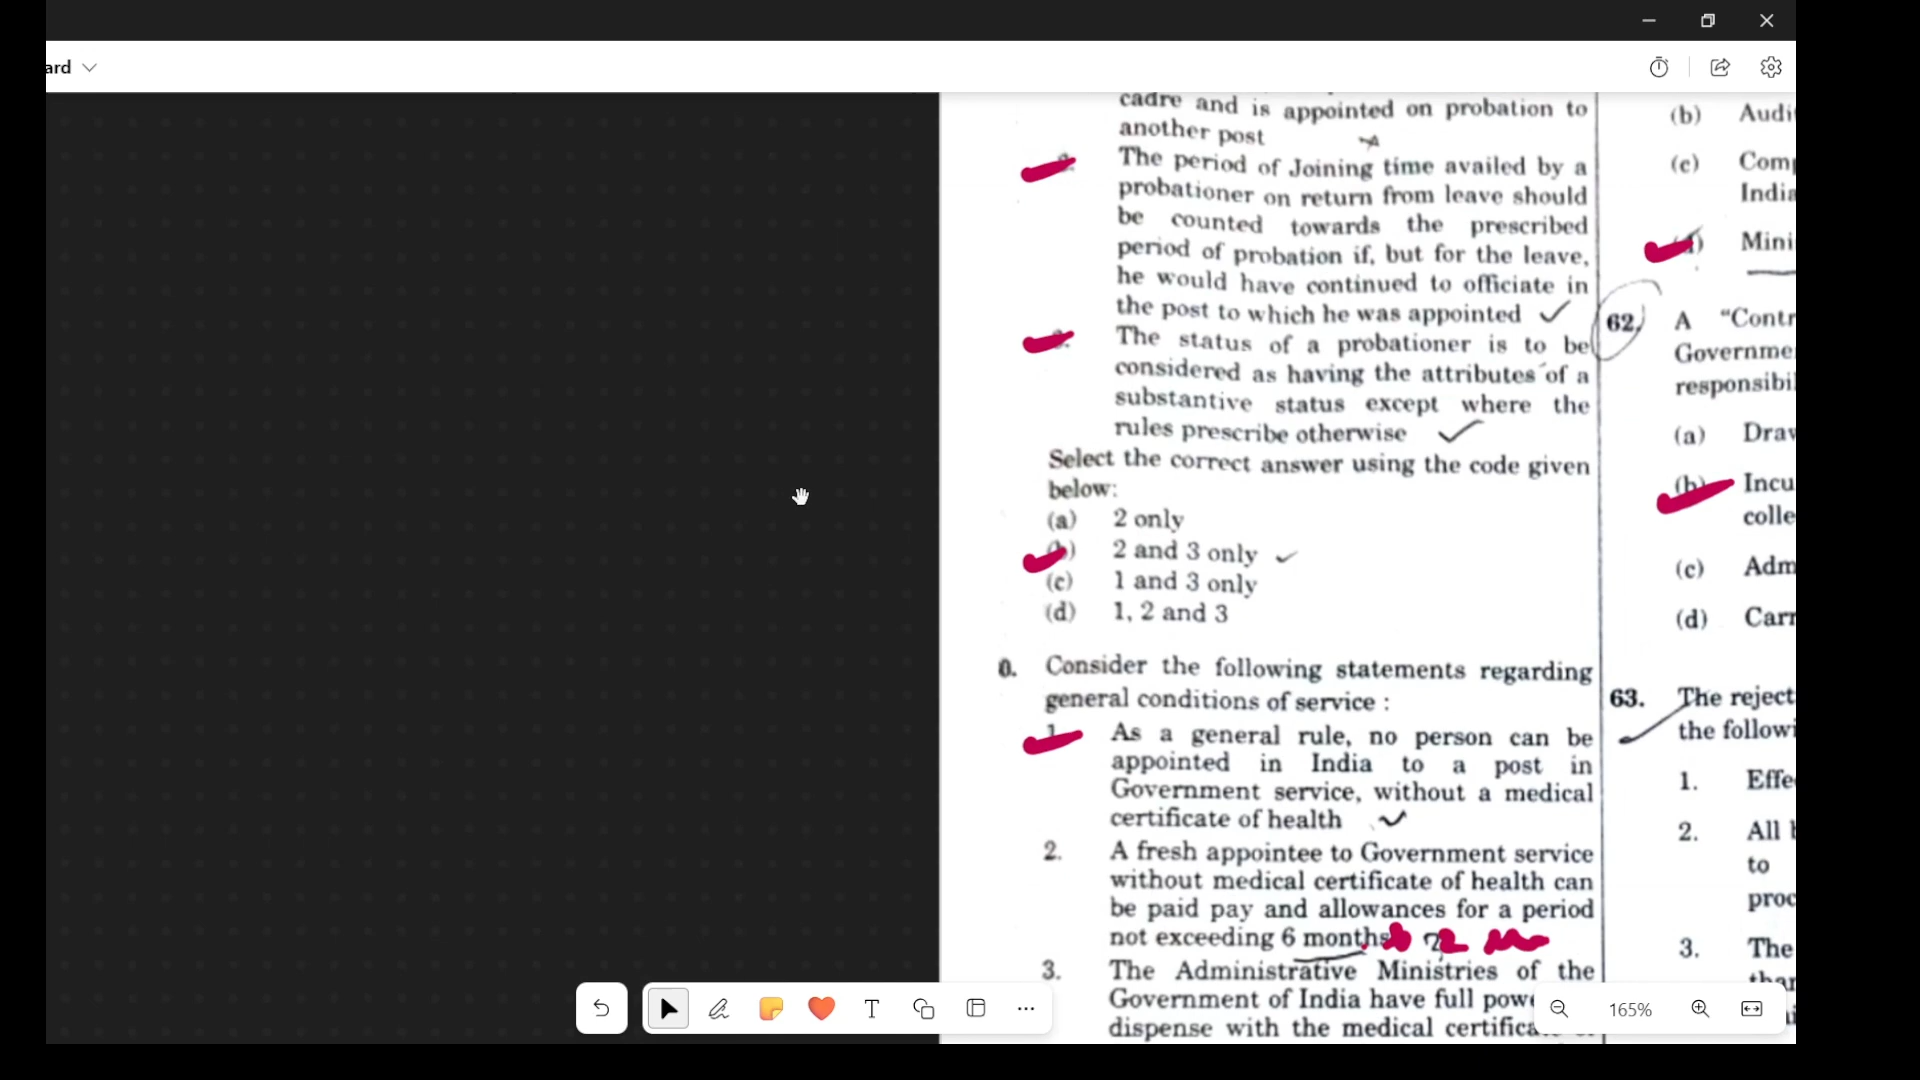 ard
cadre and is appointed on probation to
another post
The period of Joining time availed by a
probationer on return from leave should
be counted towards the prescribed
period of probation if, but for the leave,
he would have continued to officiate in
the post to which he was appointed
The status of a probationer is to be
considered as having the attributes of a
substantive status except where the
rules prescribe otherwise
Select the correct answer using the code given
below:
(a) 2 only
2 and 3 only
(c) 1 and 3 only
(d) 1, 2 and 3
0. Consider the following statements regarding
general conditions of service :
1. As a general rule, no person can be
appointed in India to a post in
Government service, without a medical
certificate of health
2. A fresh appointee to Government service
without medical certificate of health can
be paid pay and allowances for a period
not exceeding 6 months
3. The Administrative Ministries of the
Government of India have full powe
dispense with the medical certifica
(b) Audi
(c) Com
India
Mini
62. A "Contr
Governme
responsibil
(a) Draw
(b) Incu
colle
(c) Adm
(d) Carr
63. The reject
the followi
1. Effe
2. All
to
proc
3. The
165%